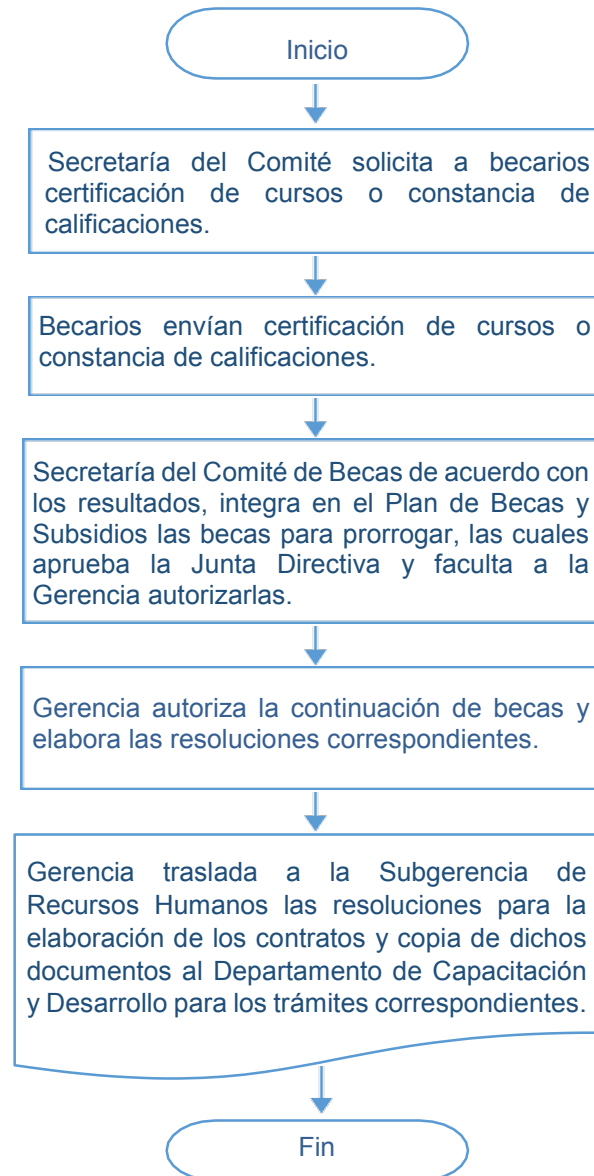 Inicio
Secretaría del Comité solicita a becarios
certificación de cursos o constancia de
calificaciones.
Becarios envían certificación de cursos o
constancia de calificaciones.
Secretaría del Comité de Becas de acuerdo con
los resultados, integra en el Plan de Becas y
Subsidios las becas para prorrogar, las cuales
aprueba la Junta Directiva y faculta a la
Gerencia autorizarlas.
Gerencia autoriza la continuación de becas y
elabora las resoluciones correspondientes.
Gerencia traslada a la Subgerencia de
Recursos Humanos las resoluciones para la
elaboración de los contratos y copia de dichos
documentos al Departamento de Capacitación
y Desarrollo para los trámites correspondientes.
Fin